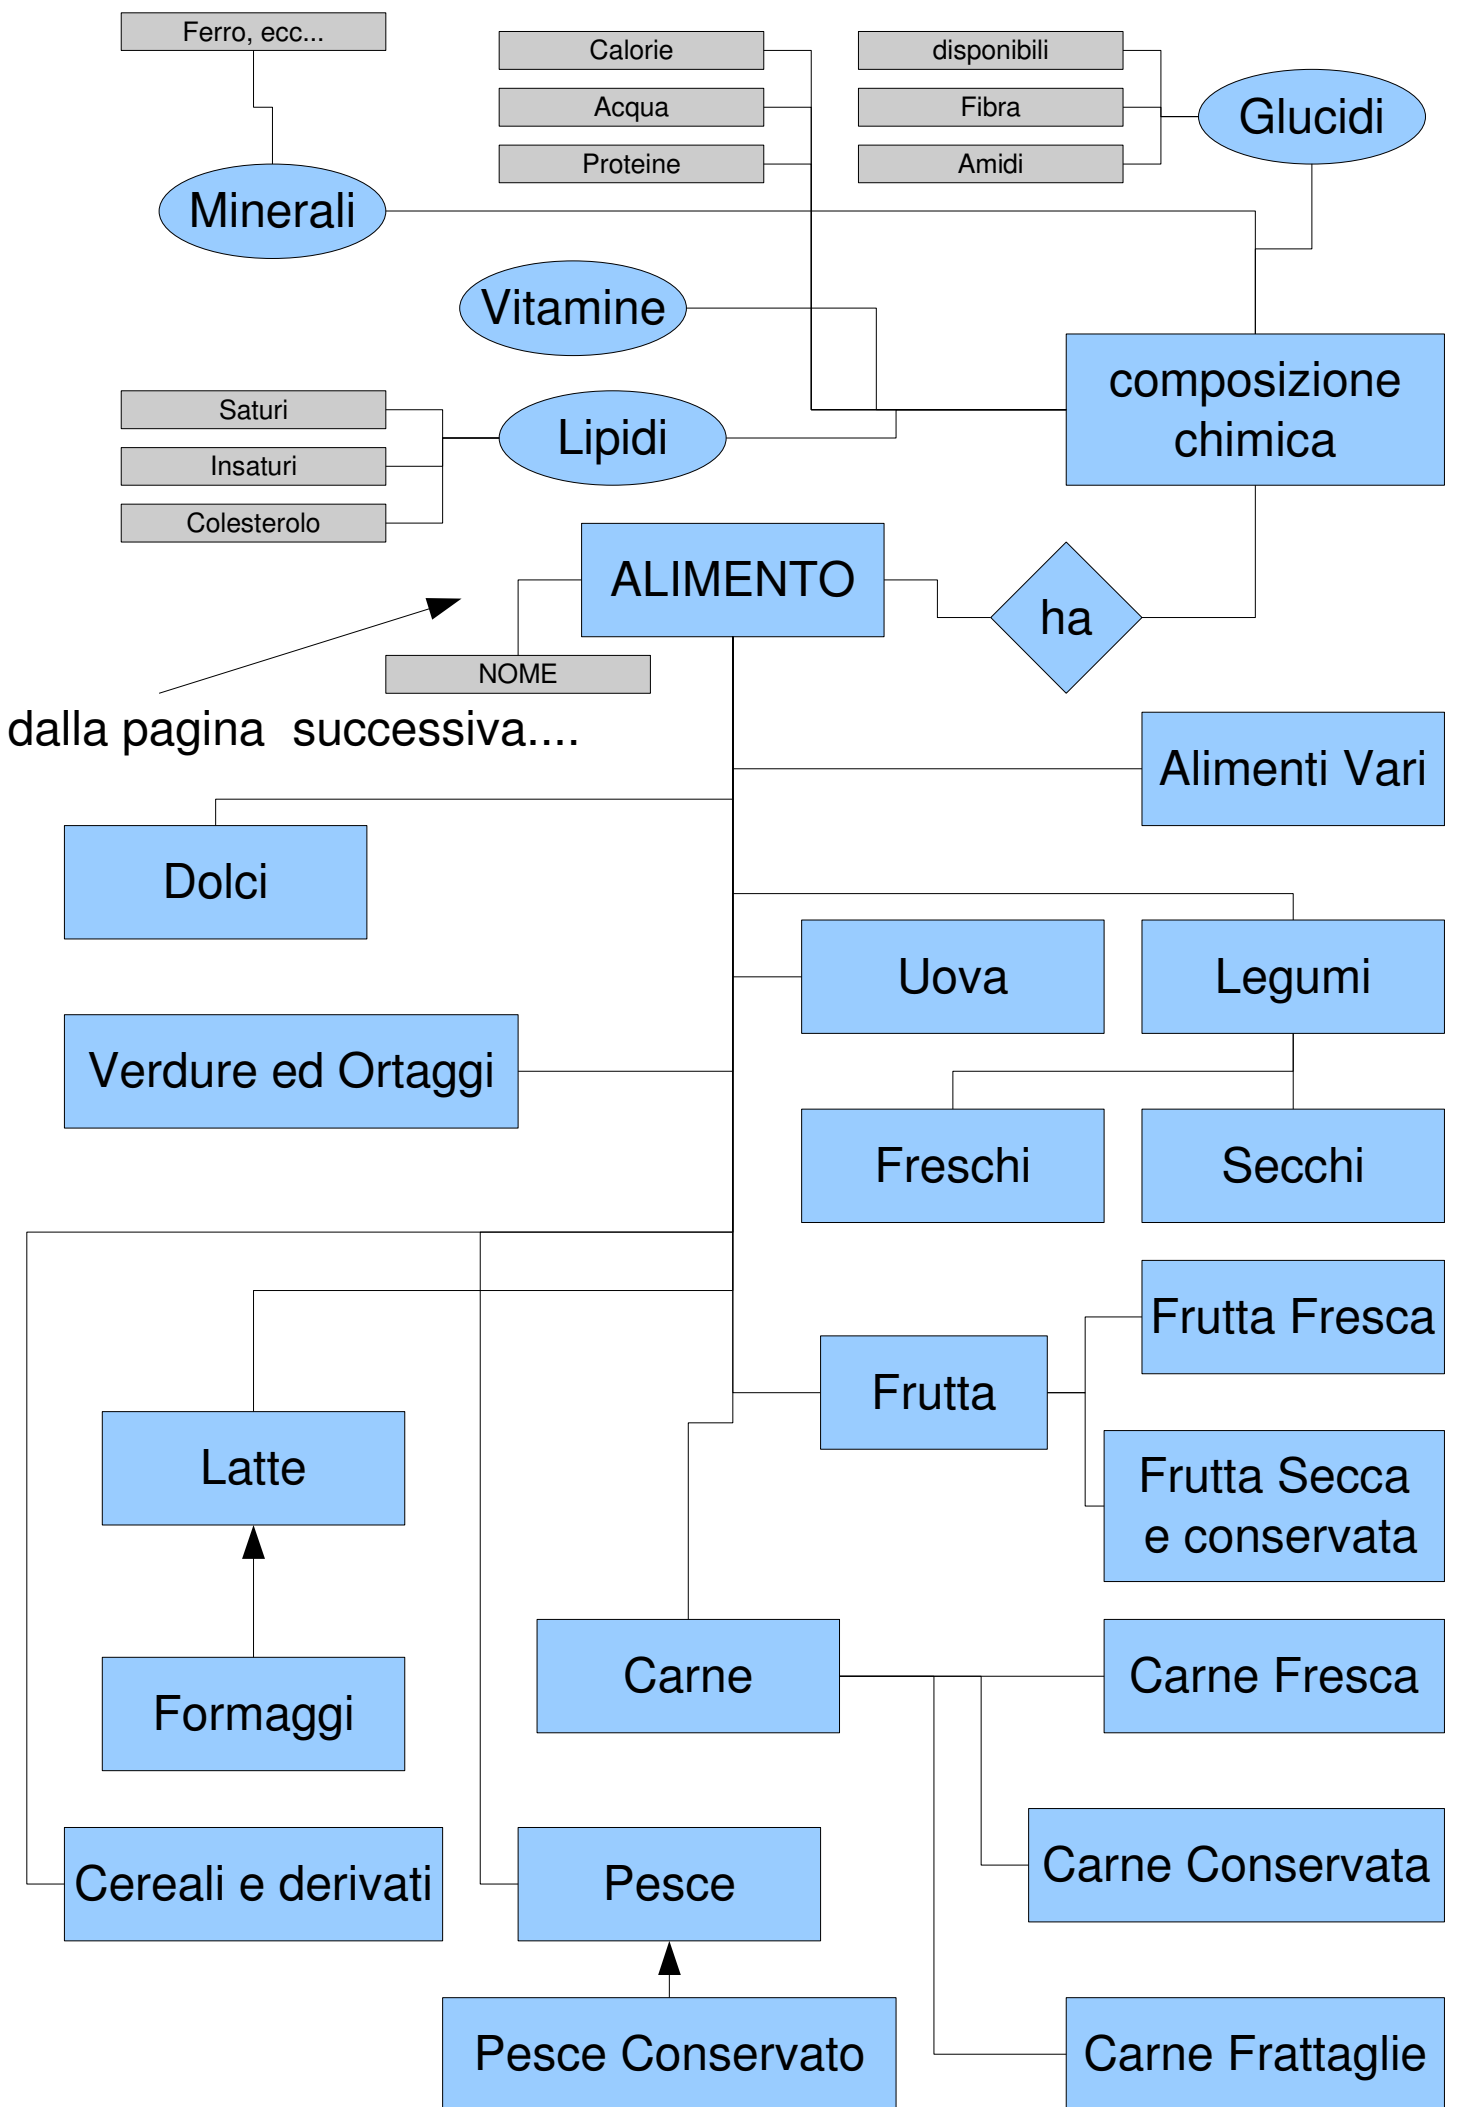 Ferro, ecc...
Calorie
disponibili
Acqua
Fibra
Glucidi
Proteine
Amidi
Minerali
Vitamine
composizione
chimica
Saturi
Lipidi
Insaturi
Colesterolo
ALIMENTO
ha
NOME
dalla pagina  successiva....
Alimenti Vari
Dolci
Uova
Legumi
Verdure ed Ortaggi
Freschi
Secchi
Frutta Fresca
Frutta
Latte
Frutta Secca
e conservata
Carne
Carne Fresca
Formaggi
Carne Conservata
Cereali e derivati
Pesce
Pesce Conservato
Carne Frattaglie